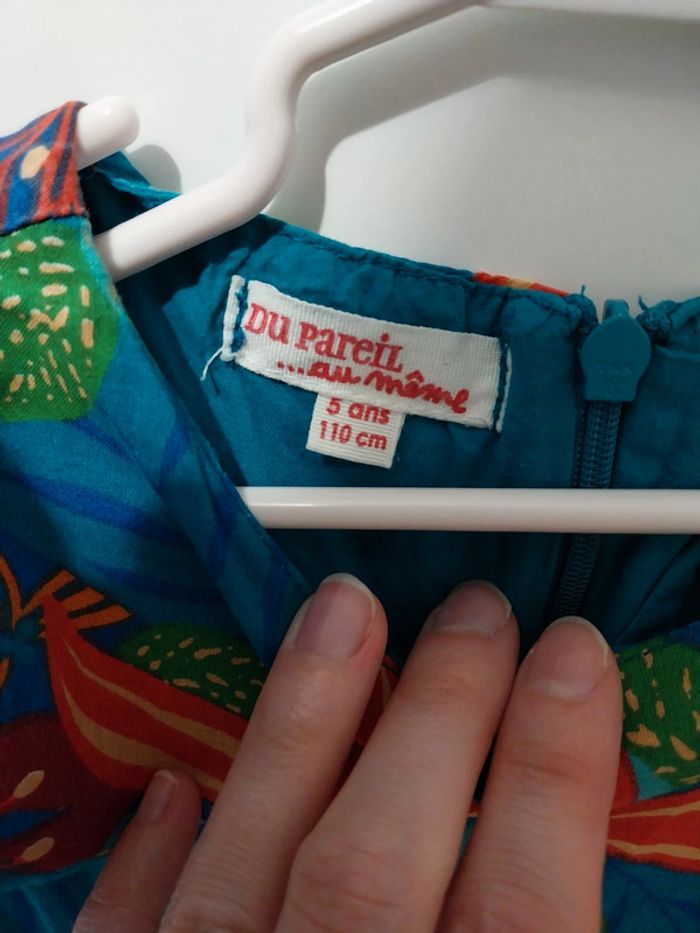 DU PAREIL
...au même
5 ans
110 cm